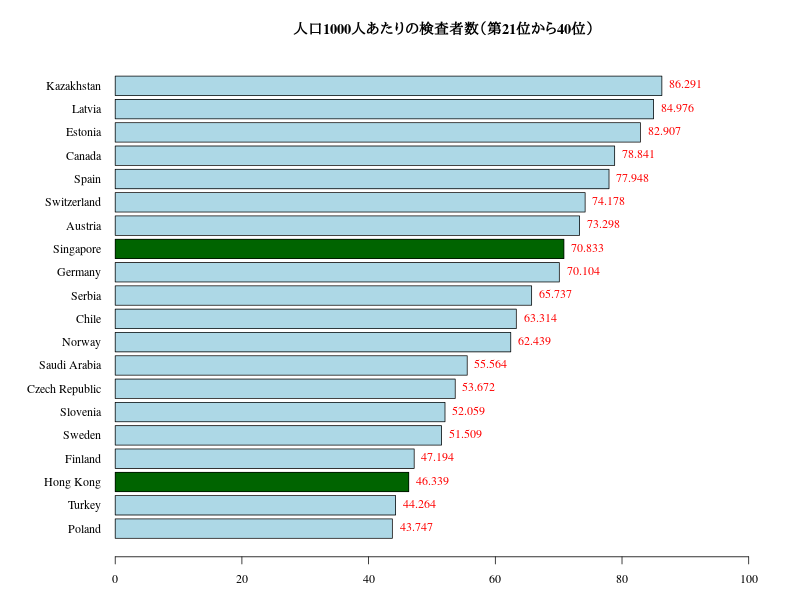 人口1000人あたりの検査者数（第21位から40位）
Kazakhstan 86.291
Latvia 84.976
Estonia 82.907
Canada 78.841
Spain 77.948
Switzerland 74.178
Austria 73.298
Singapore 70.833
Germany 70.104
Serbia 65.737
Chile 63.314
Norway 62.439
Saudi Arabia 55.564
Czech Republic 53.672
Slovenia 52.059
Sweden 51.509
Finland 47.194
Hong Kong 46.339
Turkey 44.264
Poland 43.747
0 20 40 60 80 100